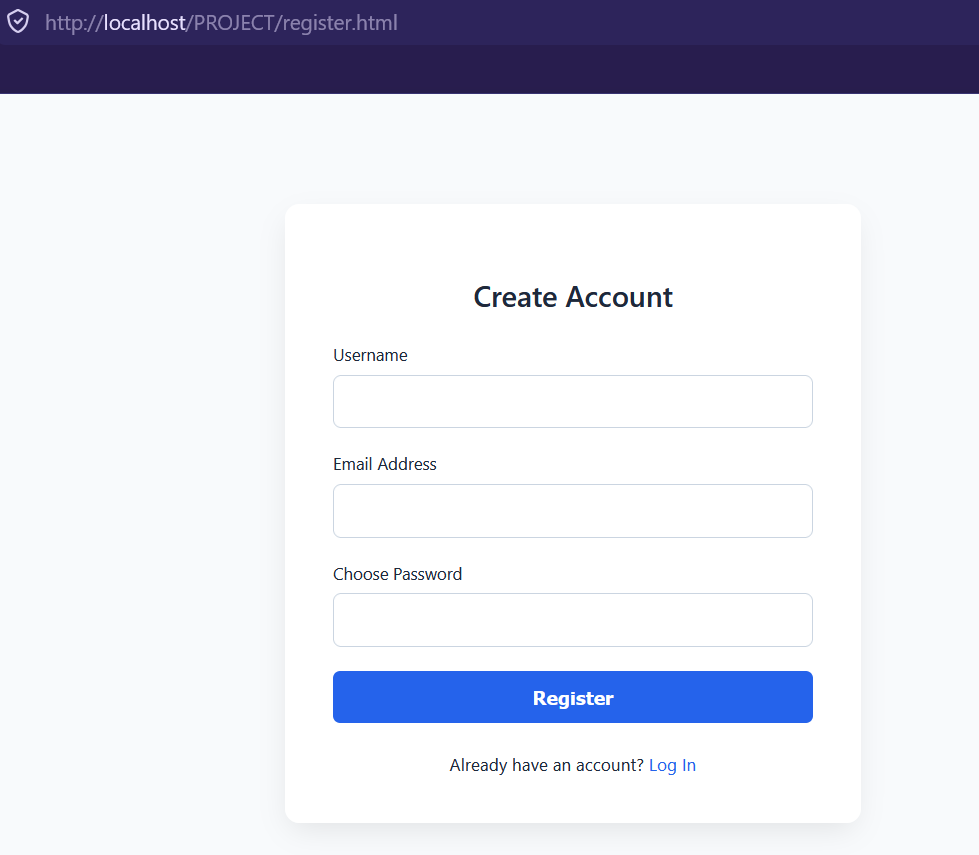 http://localhost/PROJECT/register.html
Create Account
Username
Email Address
Choose Password
Register
Already have an account? Log In